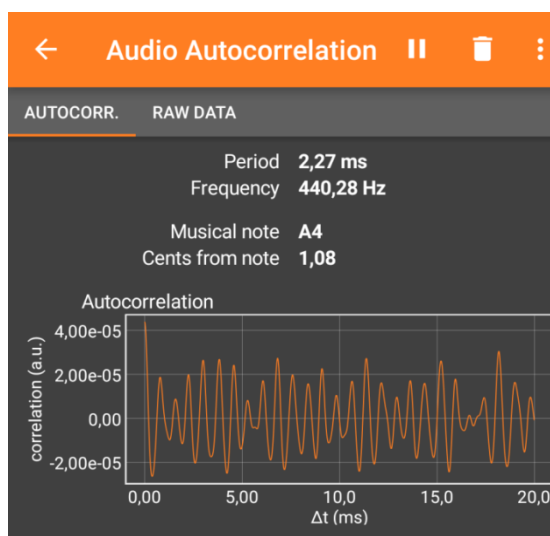 Audio Autocorrelation
AUTOCORR. RAW DATA
Period 2,27 ms
Frequency 440,28 Hz
Musical note A4
Cents from note 1,08
Autocorrelation
correlation (a.u.)
4,00e-05
2,00e-05
0,00
-2,00e-05
0,00 5,00 10,0 15,0 20,0
Δt (ms)